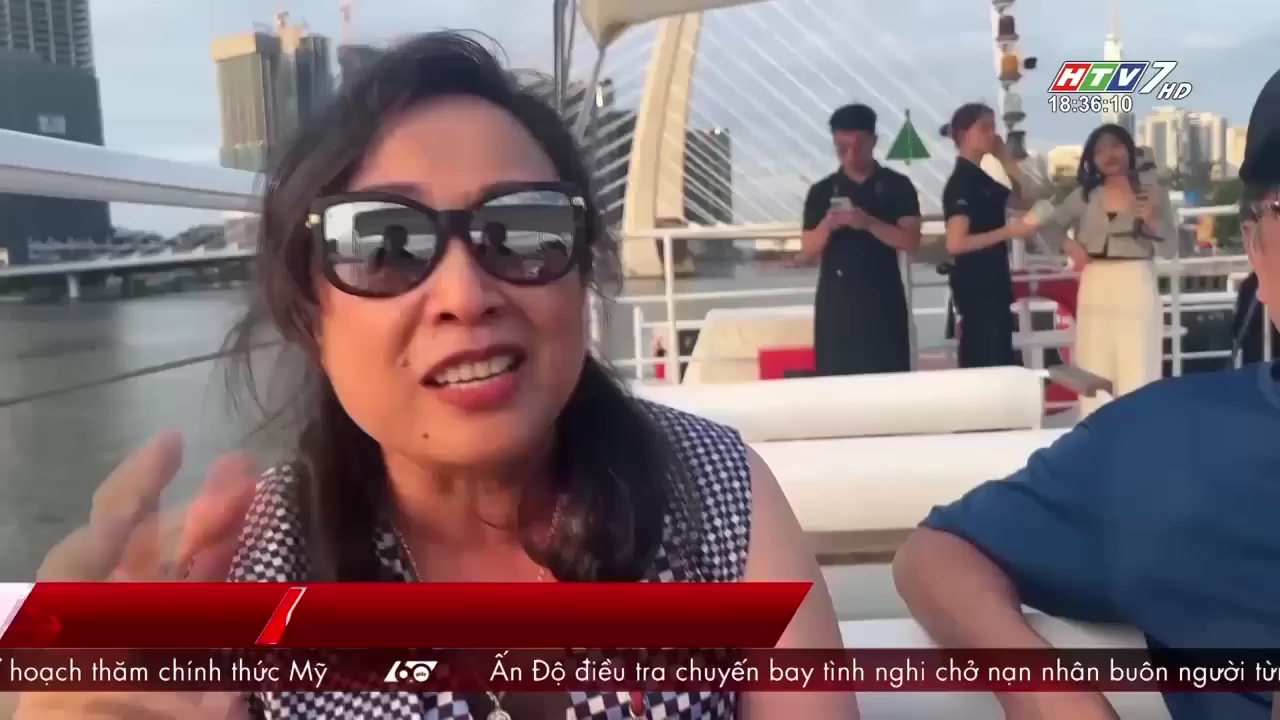 HTV7 HD
18:36:10
hoạch thăm chính thức Mỹ 60 Ấn Độ điều tra chuyến bay tình nghi chở nạn nhân buôn người từ